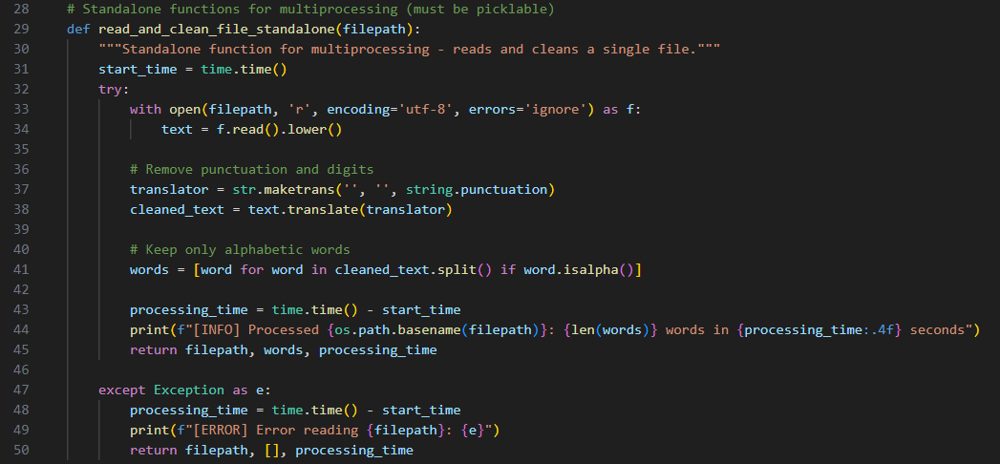 28 # Standalone functions for multiprocessing (must be picklable)
29 def read_and_clean_file_standalone(filepath):
30     """Standalone function for multiprocessing - reads and cleans a single file."""
31     start_time = time.time()
32     try:
33         with open(filepath, 'r', encoding='utf-8', errors='ignore') as f:
34             text = f.read().lower()
35
36         # Remove punctuation and digits
37         translator = str.maketrans('', '', string.punctuation)
38         cleaned_text = text.translate(translator)
39
40         # Keep only alphabetic words
41         words = [word for word in cleaned_text.split() if word.isalpha()]
42
43         processing_time = time.time() - start_time
44         print(f"[INFO] Processed {os.path.basename(filepath)}: {len(words)} words in {processing_time:.4f} seconds")
45         return filepath, words, processing_time
46
47     except Exception as e:
48         processing_time = time.time() - start_time
49         print(f"[ERROR] Error reading {filepath}: {e}")
50         return filepath, [], processing_time